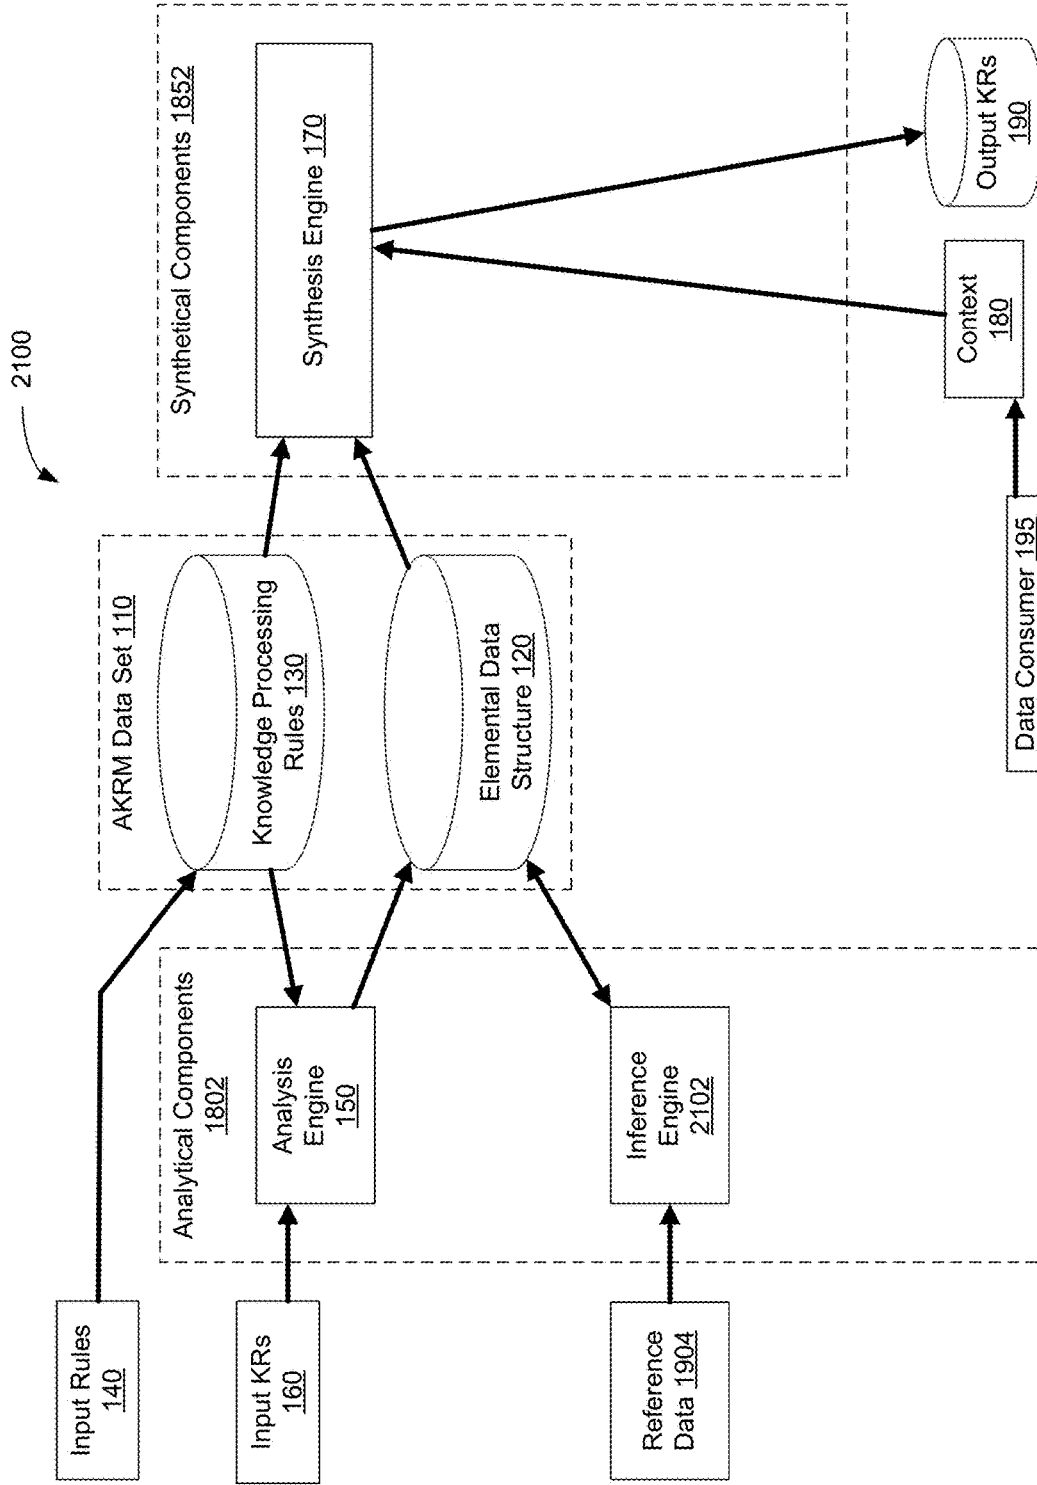 2100
Input Rules
140
Input KRs
160
Reference
Data 1904
Analytical Components
1802
Analysis
Engine
150
Inference
Engine
2102
AKRM Data Set 110
Knowledge Processing
Rules 130
Elemental Data
Structure 120
Synthetical Components 1852
Synthesis Engine 170
Data Consumer 195
Context
180
Output KRs
190